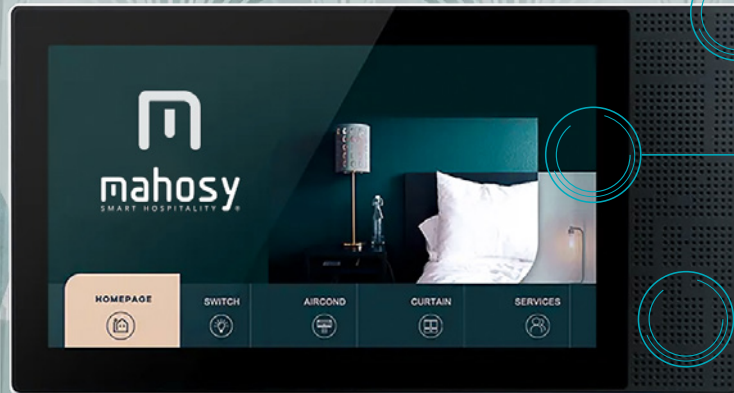 mahosy
SMART HOSPITALITY ®
HOMEPAGE
SWITCH
AIRCOND
CURTAIN
SERVICES